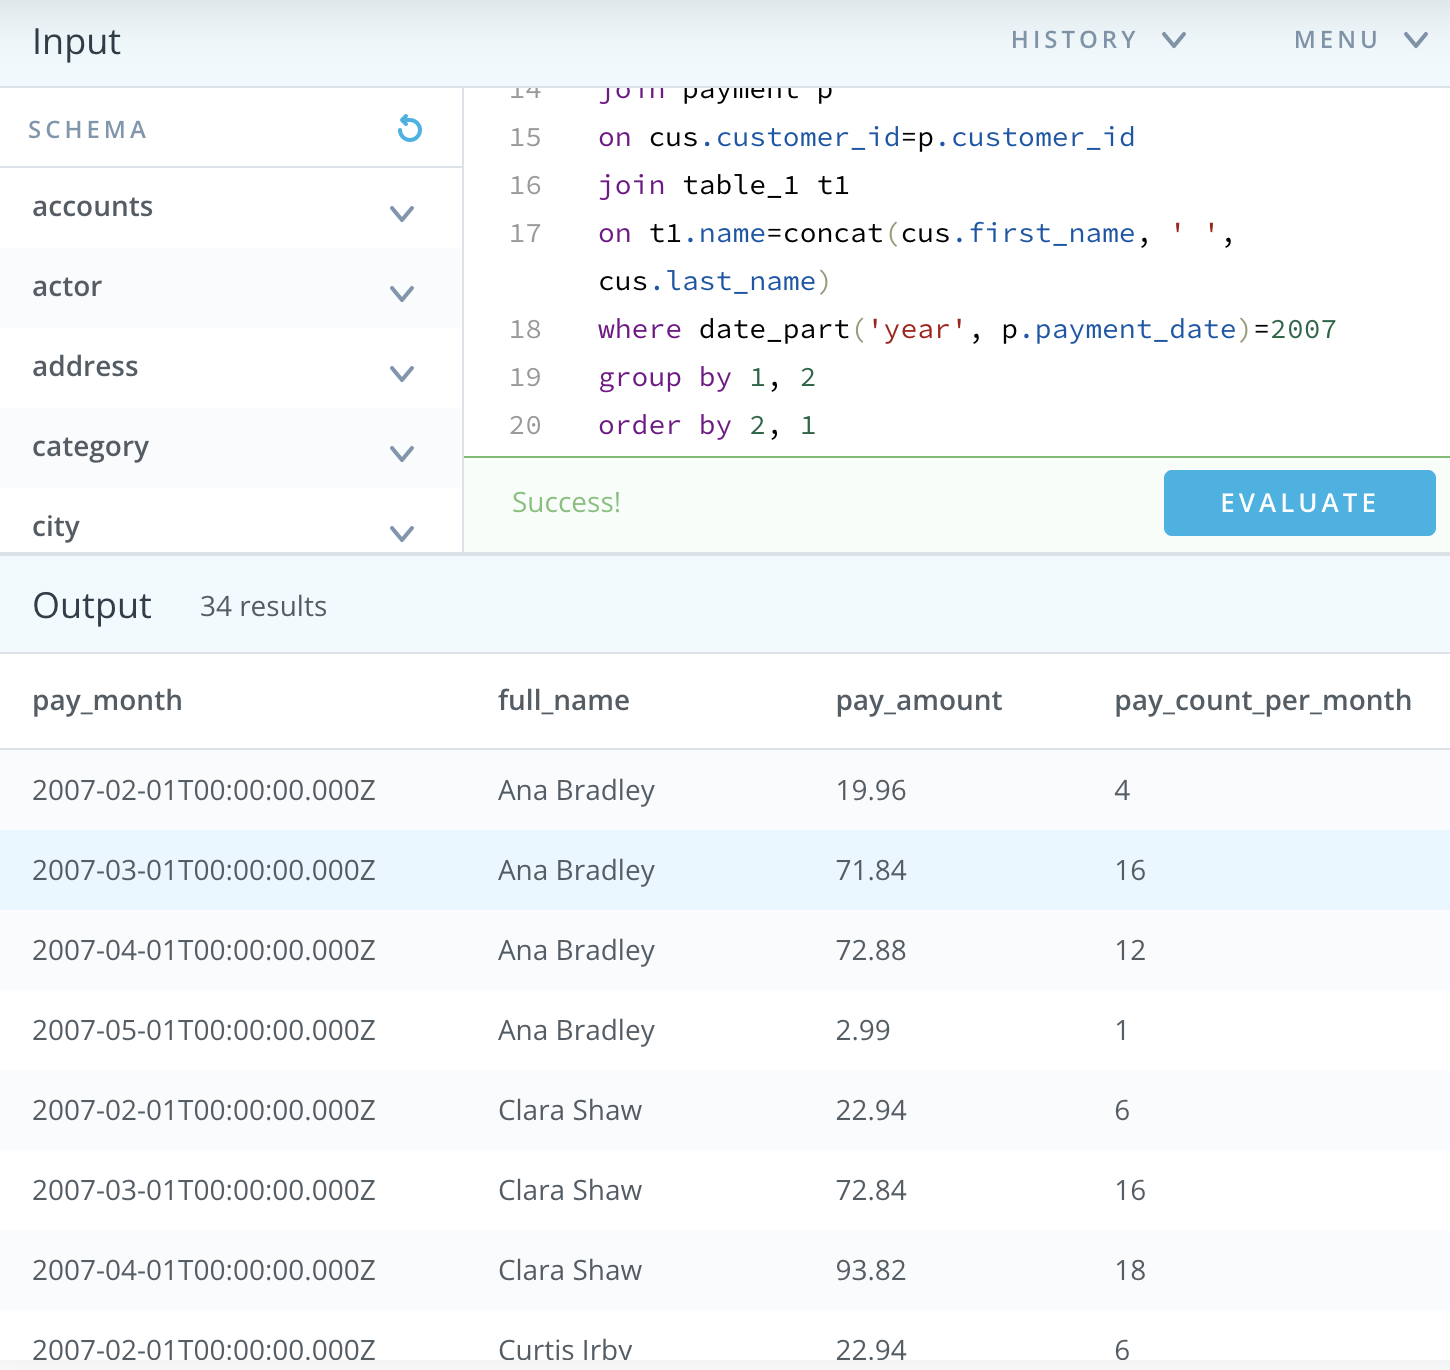 Input HISTORY MENU
SCHEMA
accounts
actor
address
category
city
14 join payment p
15 on cus.customer_id=p.customer_id
16 join table_1 t1
17 on t1.name=concat(cus.first_name, ' ',
cus.last_name)
18 where date_part('year', p.payment_date)=2007
19 group by 1, 2
20 order by 2, 1
Success! EVALUATE
Output 34 results
pay_month full_name pay_amount pay_count_per_month
2007-02-01T00:00:00.000Z Ana Bradley 19.96 4
2007-03-01T00:00:00.000Z Ana Bradley 71.84 16
2007-04-01T00:00:00.000Z Ana Bradley 72.88 12
2007-05-01T00:00:00.000Z Ana Bradley 2.99 1
2007-02-01T00:00:00.000Z Clara Shaw 22.94 6
2007-03-01T00:00:00.000Z Clara Shaw 72.84 16
2007-04-01T00:00:00.000Z Clara Shaw 93.82 18
2007-02-01T00:00:00.000Z Curtis Irby 22.94 6